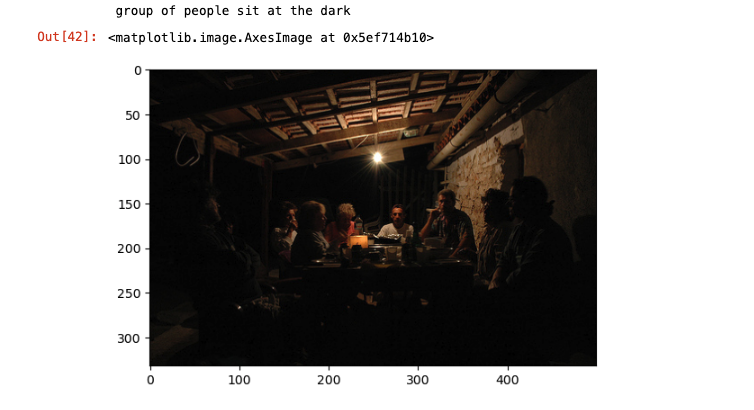 group of people sit at the dark
Out[42]: <matplotlib.image.AxesImage at 0x5ef714b10>
0
50
100
150
200
250
300
0 100 200 300 400